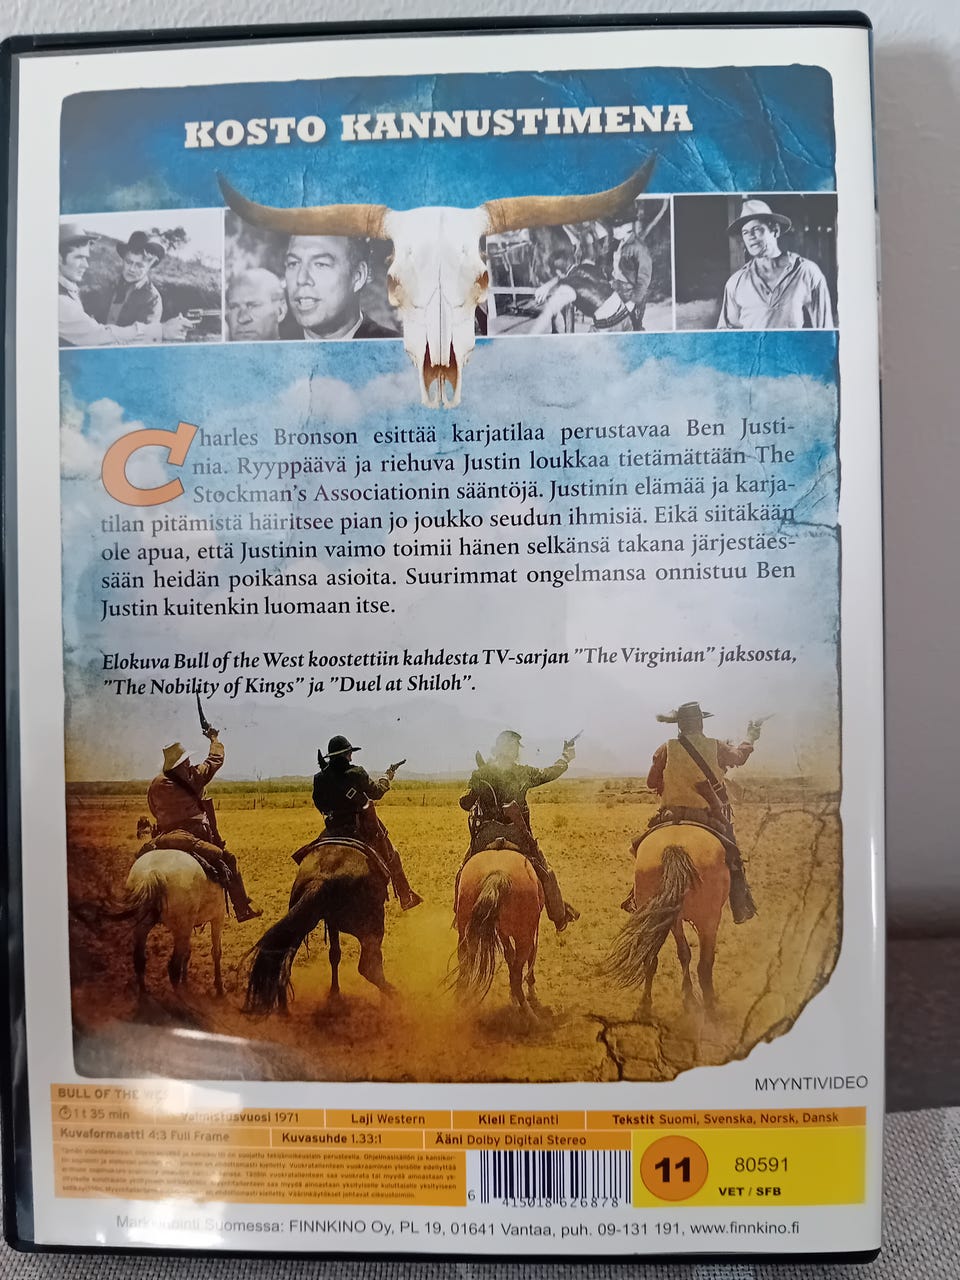 KOSTO KANNUSTIMENA
Charles Bronson esittää karjatilaa perustavaa Ben Justi-
nia. Ryyppäävä ja riehuva Justin loukkaa tietämättään The
Stockman's Associationin sääntöjä. Justinin elämää ja karja-
tilan pitämistä häiritsee pian jo joukko seudun ihmisiä. Eikä siitäkään
ole apua, että Justinin vaimo toimii hänen selkänsä takana järjestäes-
sään heidän poikansa asioita. Suurimmat ongelmansa onnistuu Ben
Justin kuitenkin luomaan itse.
Elokuva Bull of the West koostettiin kahdesta TV-sarjan "The Virginian" jaksosta,
"The Nobility of Kings" ja "Duel at Shiloh".
MYYNTIVIDEO
BULL OF THE WEST
1 t 35 min Valmistusvuosi 1971 Laji Western Kieli Englanti Tekstit Suomi, Svenska, Norsk, Dansk
Kuvaformaatti 4:3 Full Frame Kuvasuhde 1.33:1 Ääni Dolby Digital Stereo
6 415018 626878
11
80591
VET / SFB
Markkinointi Suomessa: FINNKINO Oy, PL 19, 01641 Vantaa, puh. 09-131 191, www.finnkino.fi